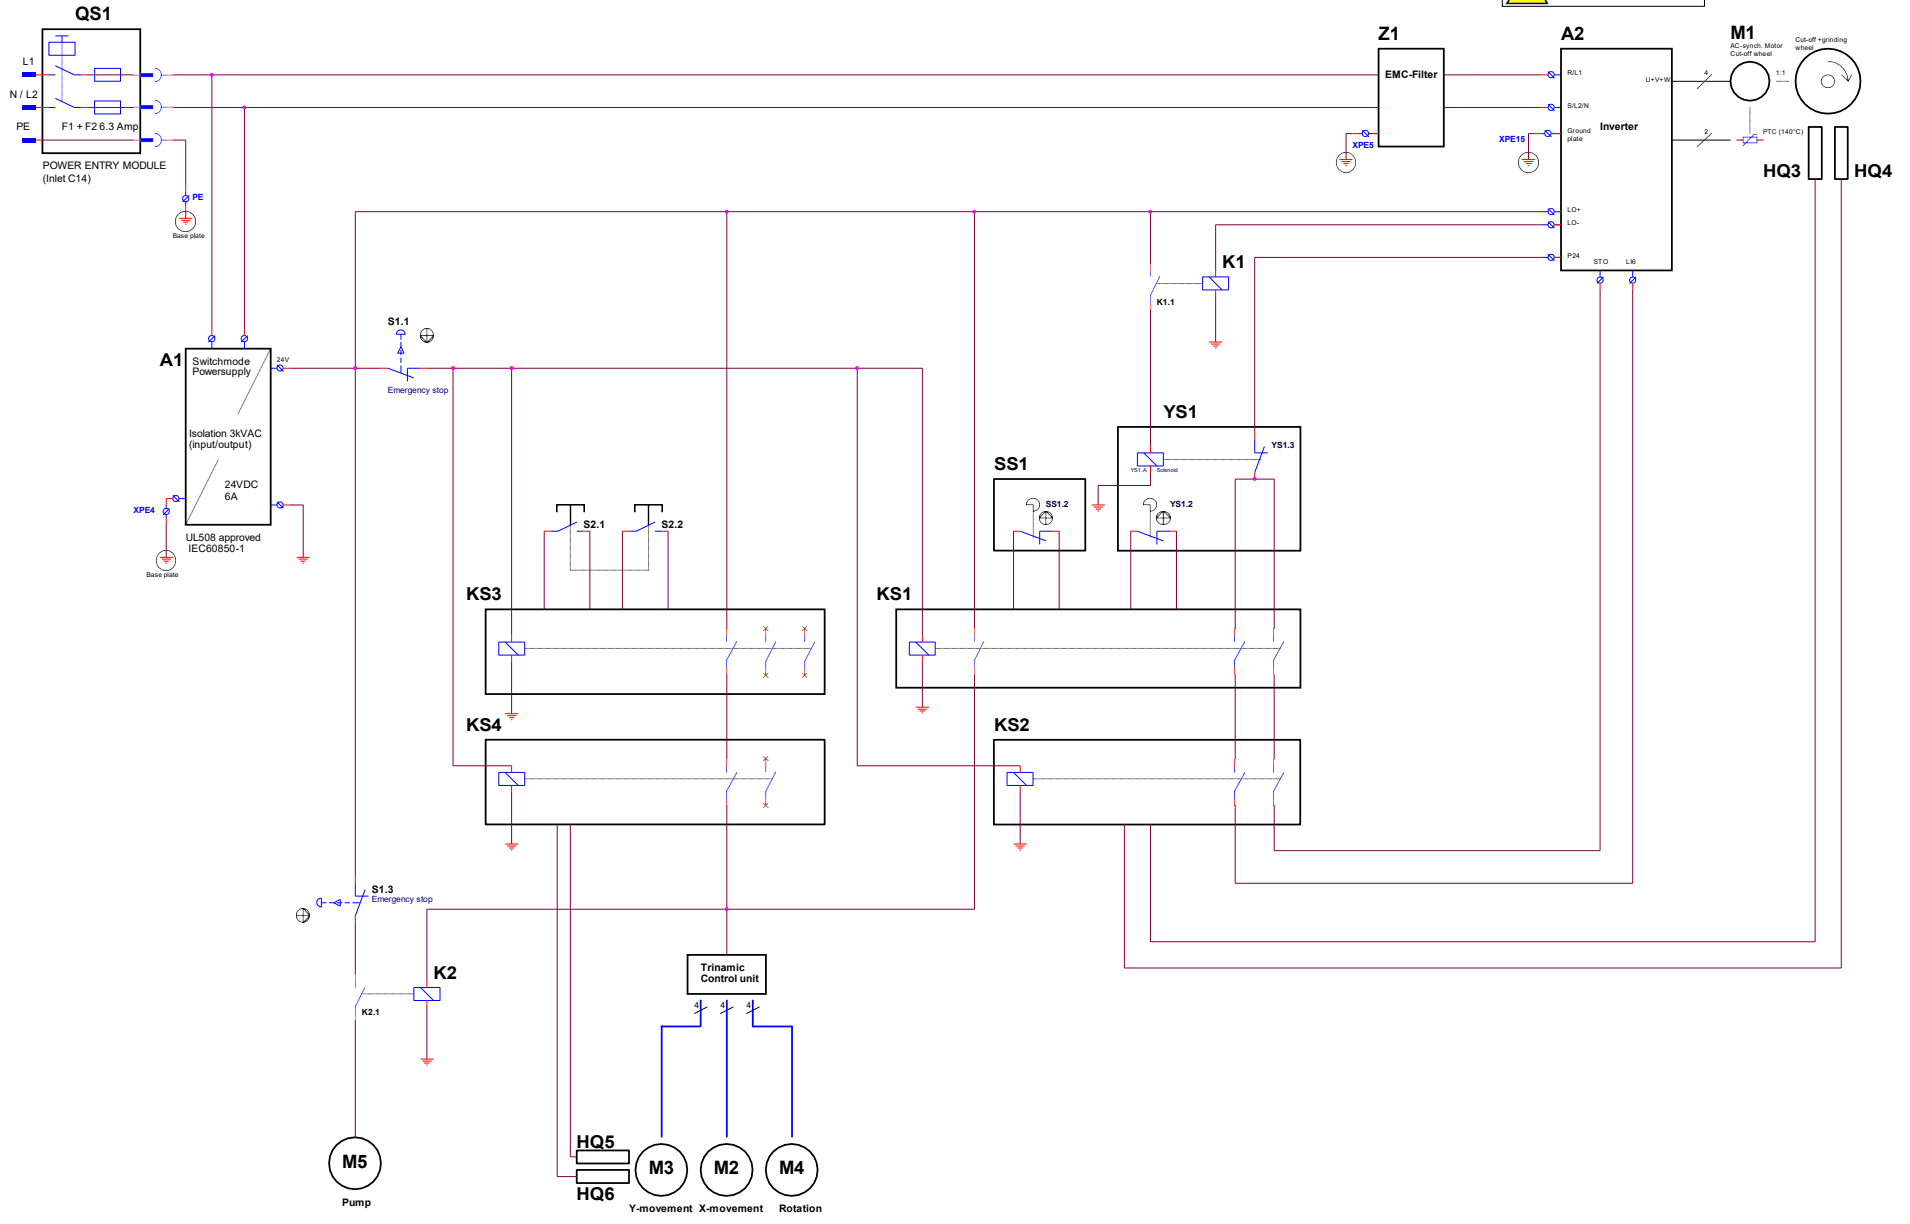 QS1
L1
N / L2
PE
F1 + F2 6.3 Amp
POWER ENTRY MODULE
(Inlet C14)
PE
Base plate
Z1
EMC-Filter
XPE5
A2
R/L1
S/L2/N
Ground
plate
XPE15
Inverter
U+V+W
LO+
LO-
P24
STO
LI6
4
2
M1
AC-synch. Motor
Cut-off wheel
1:1
Cut-off +grinding
wheel
PTC (140°C)
HQ3
HQ4
K1
K1.1
A1
Switchmode
Powersupply
24V
Isolation 3kVAC
(input/output)
24VDC
6A
XPE4
Base plate
UL508 approved
IEC60850-1
S1.1
Emergency stop
YS1
YS1.3
YS1.A
Solenoid
YS1.2
SS1
SS1.2
S2.1
S2.2
KS3
KS1
KS4
KS2
S1.3
Emergency stop
K2
K2.1
Trinamic
Control unit
4
4
4
HQ5
HQ6
M5
M3
M2
M4
Pump
Y-movement
X-movement
Rotation